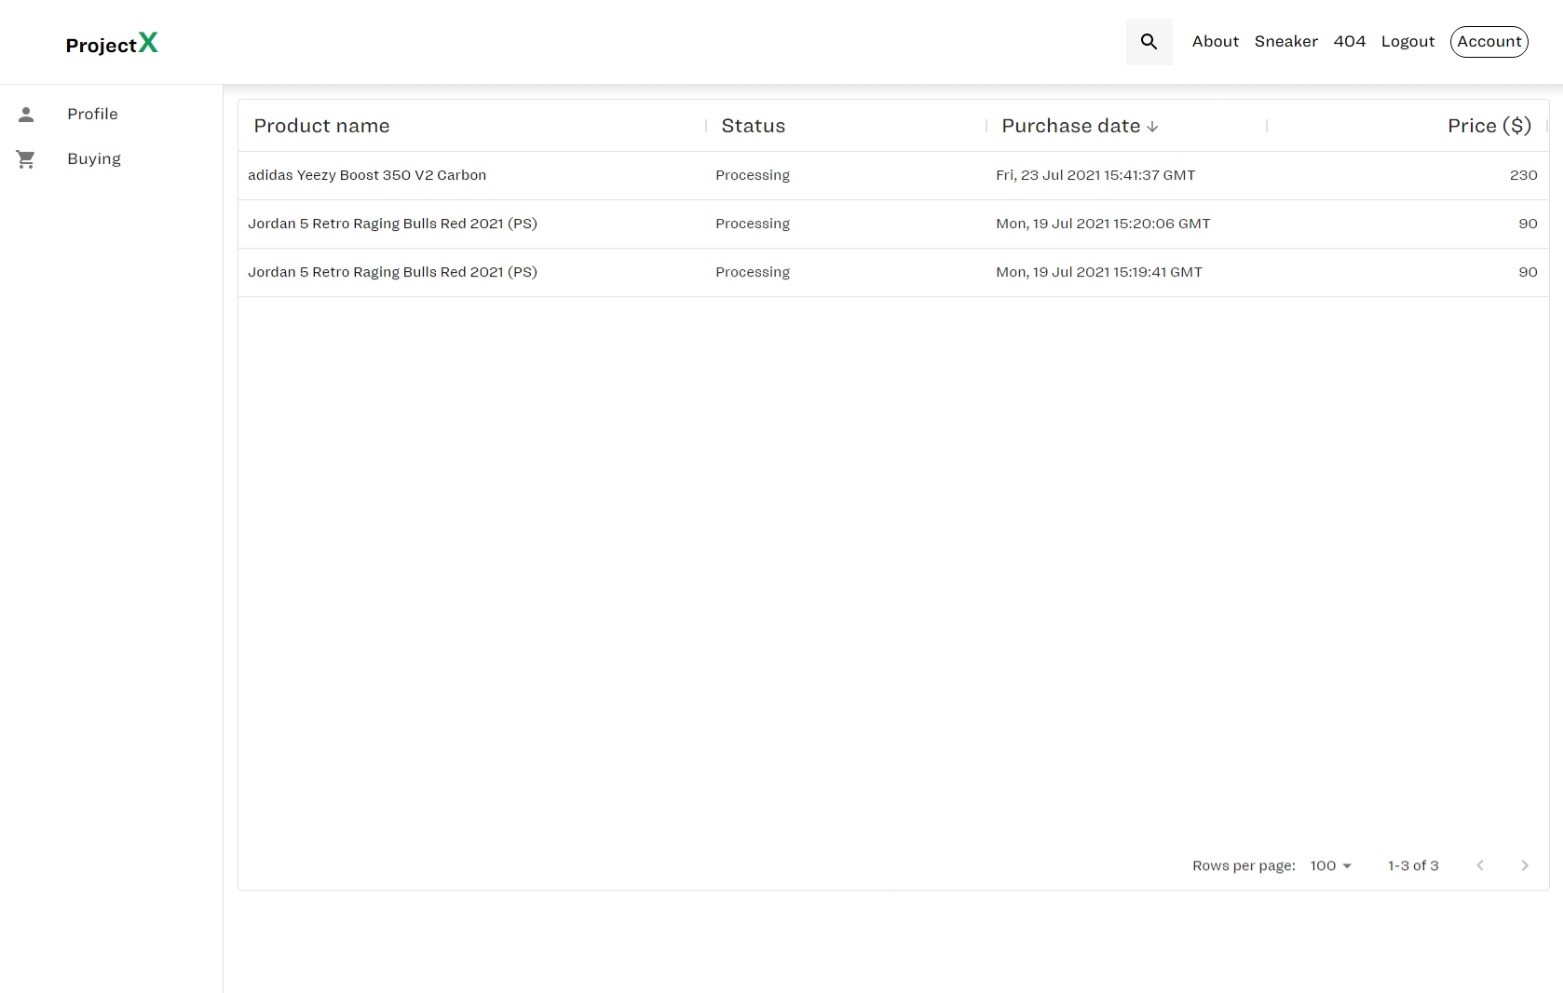 ProjectX
About Sneaker 404 Logout Account
Profile
Buying
Product name Status Purchase date Price ($)
adidas Yeezy Boost 350 V2 Carbon Processing Fri, 23 Jul 2021 15:41:37 GMT 230
Jordan 5 Retro Raging Bulls Red 2021 (PS) Processing Mon, 19 Jul 2021 15:20:06 GMT 90
Jordan 5 Retro Raging Bulls Red 2021 (PS) Processing Mon, 19 Jul 2021 15:19:41 GMT 90
Rows per page: 100 1-3 of 3